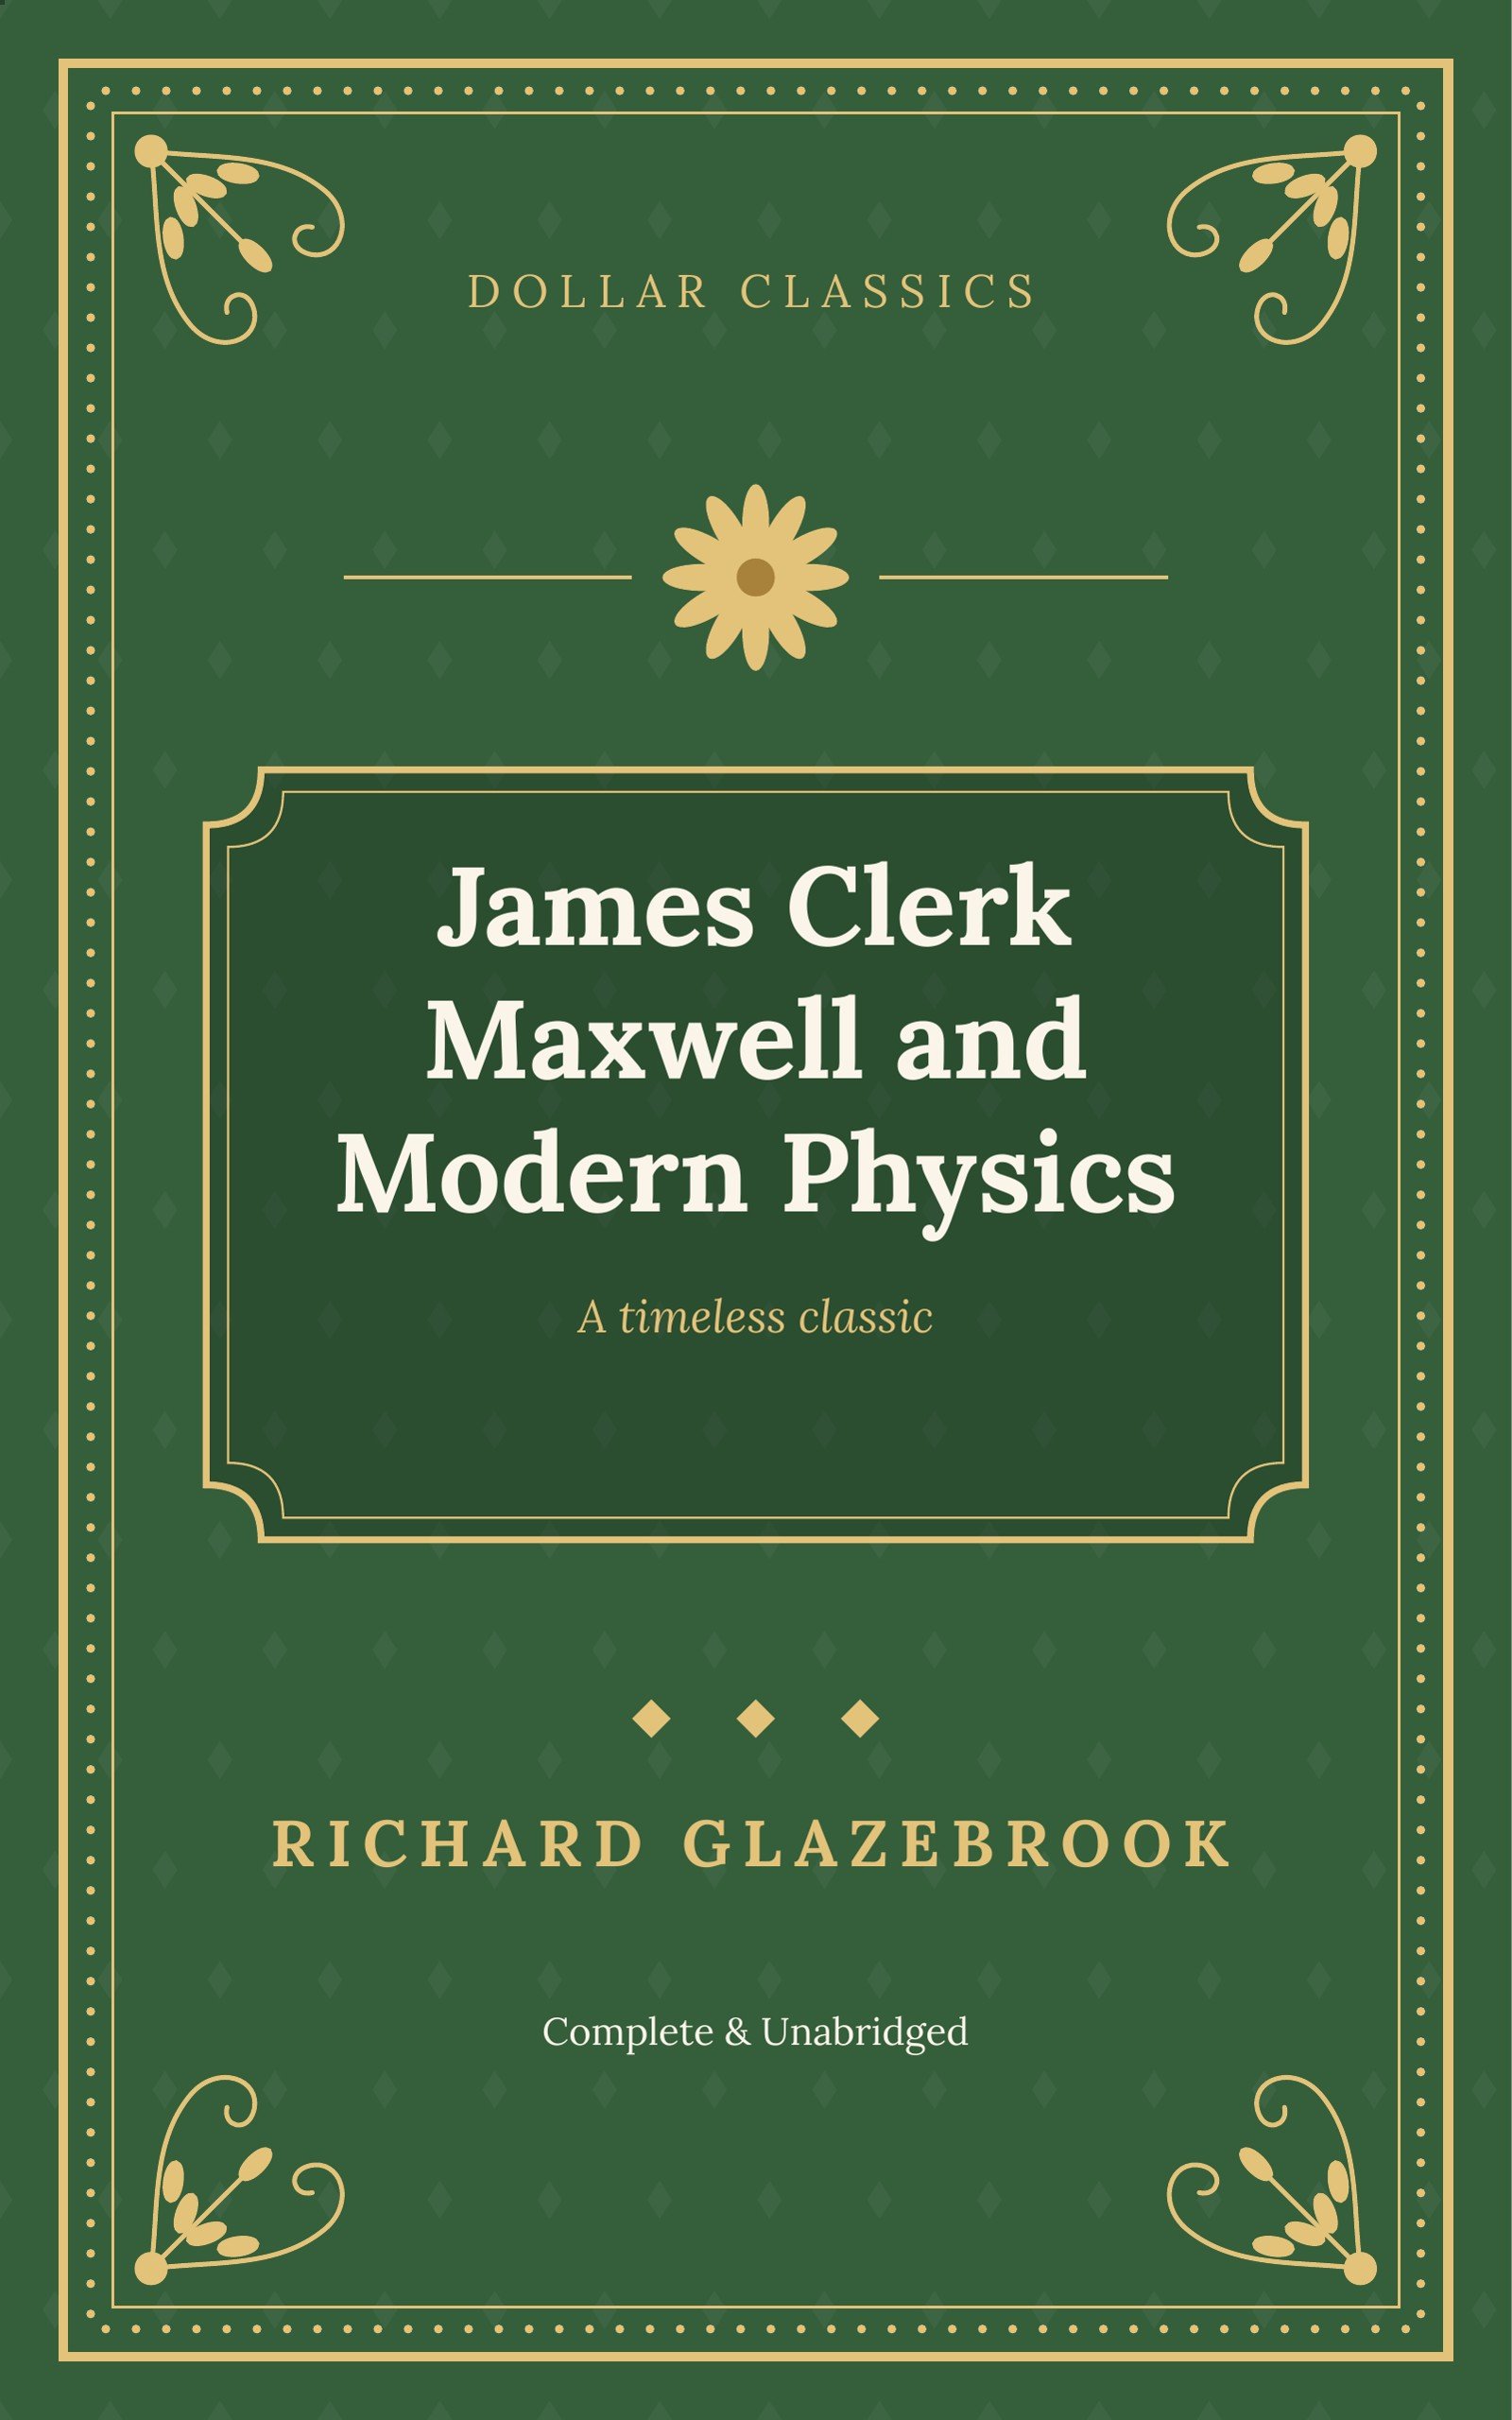 DOLLAR CLASSICS
James Clerk
Maxwell and
Modern Physics
A timeless classic
RICHARD GLAZEBROOK
Complete & Unabridged